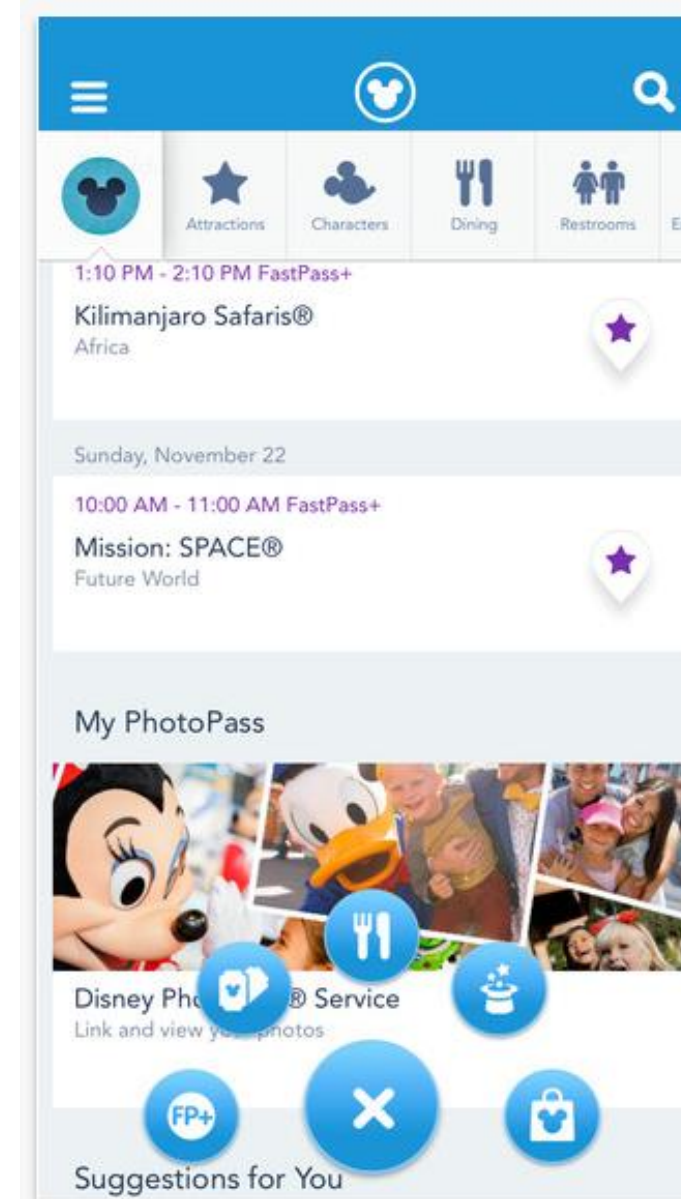 Attractions
Characters
Dining
Restrooms
E
1:10 PM - 2:10 PM FastPass+
Kilimanjaro Safaris®
Africa
Sunday, November 22
10:00 AM - 11:00 AM FastPass+
Mission: SPACE®
Future World
My PhotoPass
Disney ® Service
Link and view
FP+
Suggestions for You